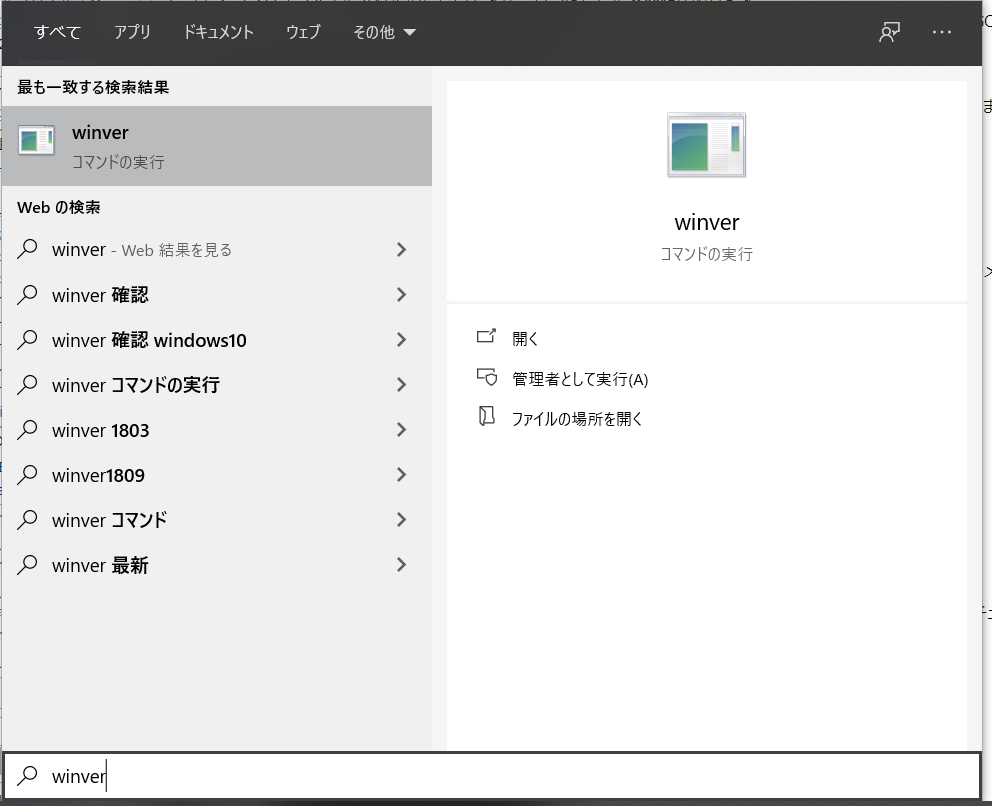 すべて アプリ ドキュメント ウェブ その他
最も一致する検索結果
winver
コマンドの実行
Web の検索
winver - Web 結果を見る
winver 確認
winver 確認 windows10
winver コマンドの実行
winver 1803
winver1809
winver コマンド
winver 最新
winver
コマンドの実行
開く
管理者として実行(A)
ファイルの場所を開く
winver